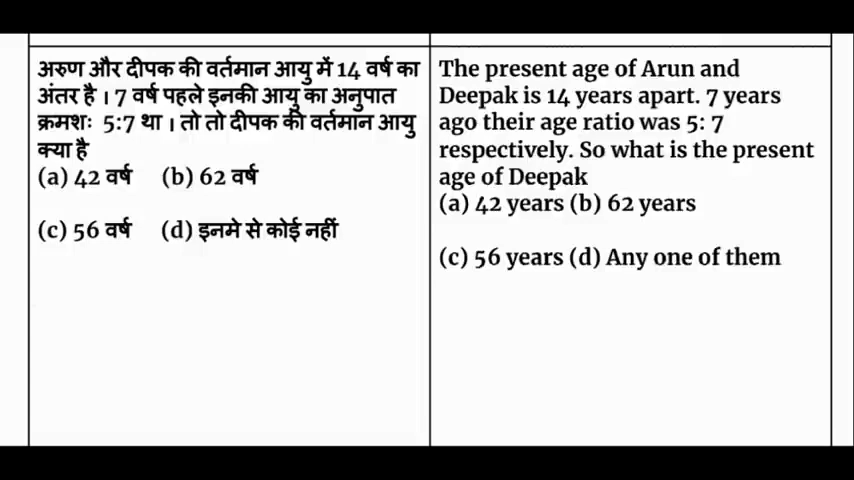 अरुण और दीपक की वर्तमान आयु में 14 वर्ष का
अंतर है । 7 वर्ष पहले इनकी आयु का अनुपात
क्रमशः 5:7 था । तो तो दीपक की वर्तमान आयु
क्या है
(a) 42 वर्ष (b) 62 वर्ष
(c) 56 वर्ष (d) इनमे से कोई नहीं
The present age of Arun and
Deepak is 14 years apart. 7 years
ago their age ratio was 5: 7
respectively. So what is the present
age of Deepak
(a) 42 years (b) 62 years
(c) 56 years (d) Any one of them